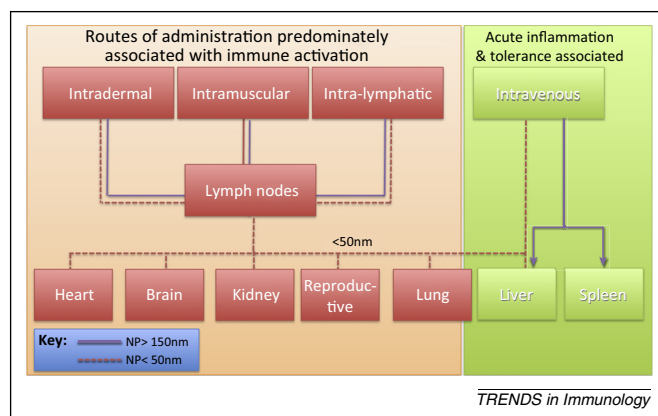 Routes of administration predominately
associated with immune activation
Acute inflammation
& tolerance associated
Intradermal
Intramuscular
Intra-lymphatic
Intravenous
Lymph nodes
<50nm
Heart
Brain
Kidney
Reproduc-
tive
Lung
Liver
Spleen
Key:
NP> 150nm
NP< 50nm
TRENDS in Immunology